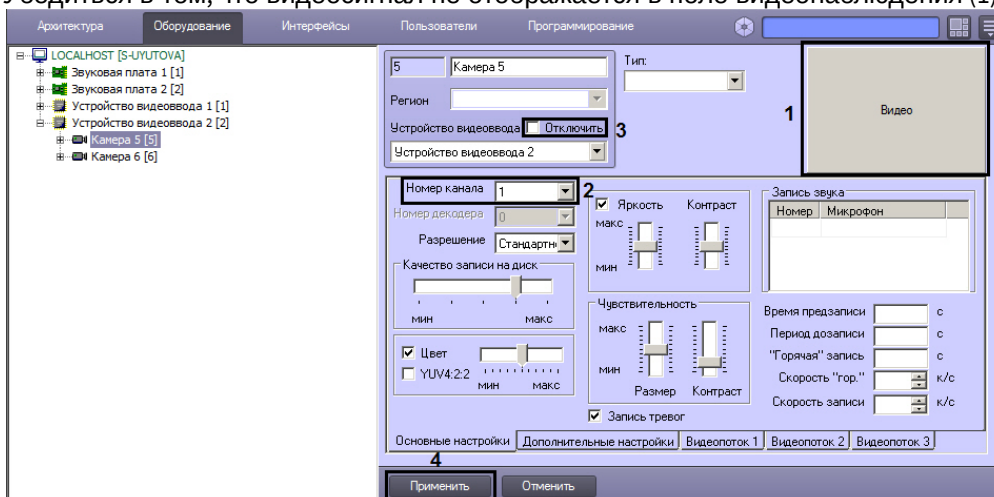 Убедиться в том, что видеосигнал не отображается в поле видеонаблюдения (1)
Архитектура Оборудование Интерфейсы Пользователи Программирование
LOCALHOST [S-UYUTOVA]
Звуковая плата 1 [1]
Звуковая плата 2 [2]
Устройство видеоввода 1 [1]
Устройство видеоввода 2 [2]
Камера 5 [5]
Камера 6 [6]
5 Камера 5
Тип:
Регион
Устройство видеоввода Отключить 3
Устройство видеоввода 2
1 Видео
Номер канала 1 2
Номер декодера 0
Разрешение Стандартн
Качество записи на диск
мин макс
Цвет
YUV4:2:2
мин макс
Яркость Контраст
макс
мин
Чувствительность
макс
мин
Размер Контраст
Запись тревог
Запись звука
Номер Микрофон
Время предзаписи с
Период дозаписи с
"Горячая" запись с
Скорость "гор." к/с
Скорость записи к/с
Основные настройки Дополнительные настройки Видеопоток 1 Видеопоток 2 Видеопоток 3
4
Применить Отменить